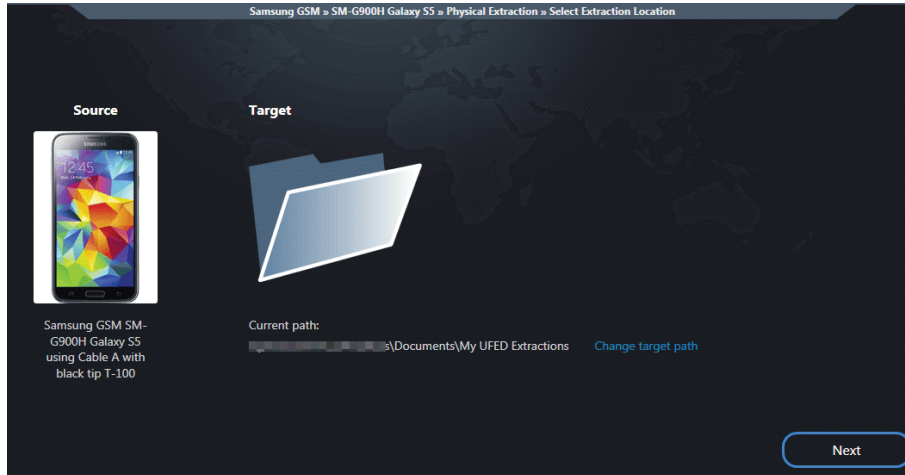 Samsung GSM » SM-G900H Galaxy S5 » Physical Extraction » Select Extraction Location
Source
Target
SAMSUNG
12:45
Samsung GSM SM-
G900H Galaxy S5
using Cable A with
black tip T-100
Current path:
s\Documents\My UFED Extractions
Change target path
Next